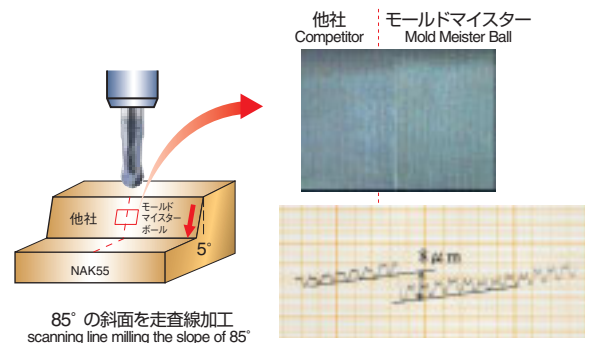 他社
Competitor
モールドマイスター
Mold Meister Ball
他社
モールド
マイスター
ボール
5°
NAK55
8μm
85°の斜面を走査線加工
scanning line milling the slope of 85°